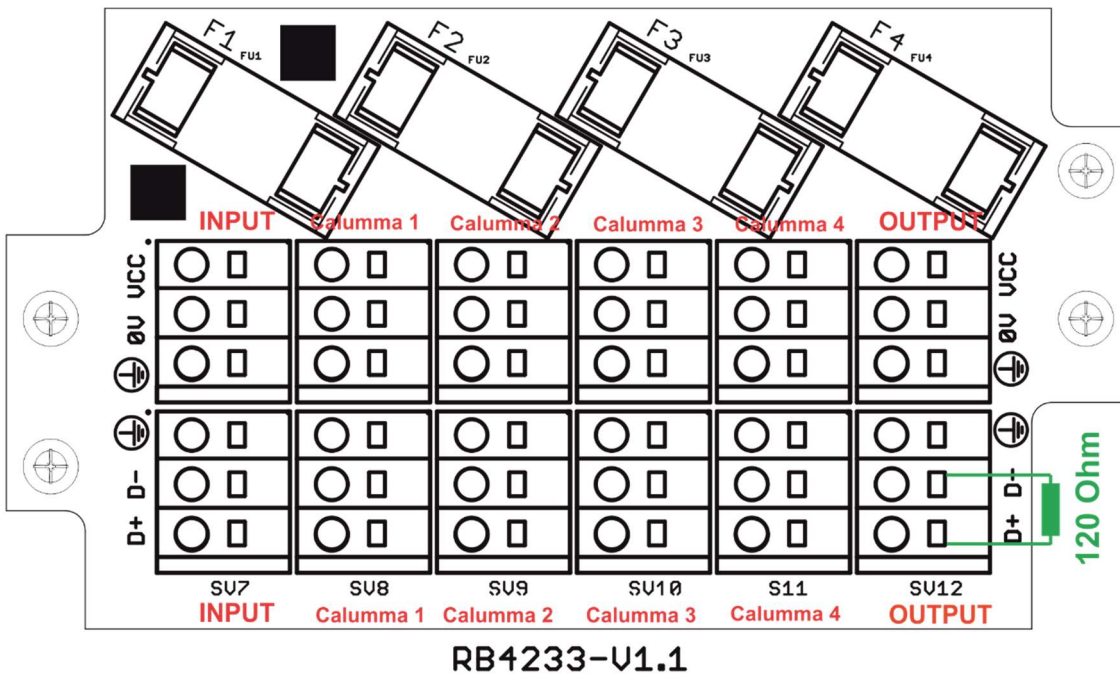 F1 FU1 F2 FU2 F3 FU3 F4 FU4
INPUT Calumma 1 Calumma 2 Calumma 3 Calumma 4 OUTPUT
VCC VCC
0V 0V
D- D-
D+ D+
120 Ohm
SV7 SV8 SV9 SV10 S11 SV12
INPUT Calumma 1 Calumma 2 Calumma 3 Calumma 4 OUTPUT
RB4233-V1.1